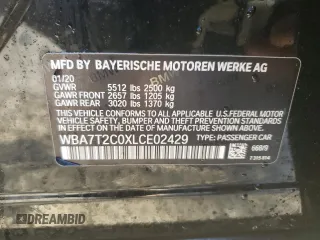 MFD BY BAYERISCHE MOTOREN WERKE AG
01/20
GVWR 5512 lbs 2500 kg
GAWR FRONT 2657 lbs 1205 kg
GAWR REAR 3020 lbs 1370 kg
THIS VEHICLE CONFORMS TO ALL APPLICABLE
FEDERAL MOTOR VEHICLE SAFETY, BUMPER,
AND THEFT PREVENTION STANDARDS IN EFFECT
ON THE DATE OF MANUFACTURE SHOWN ABOVE.
WBA7T2C0XLCE02429 TYPE: PASSENGER CAR
668/9
DREAMBID